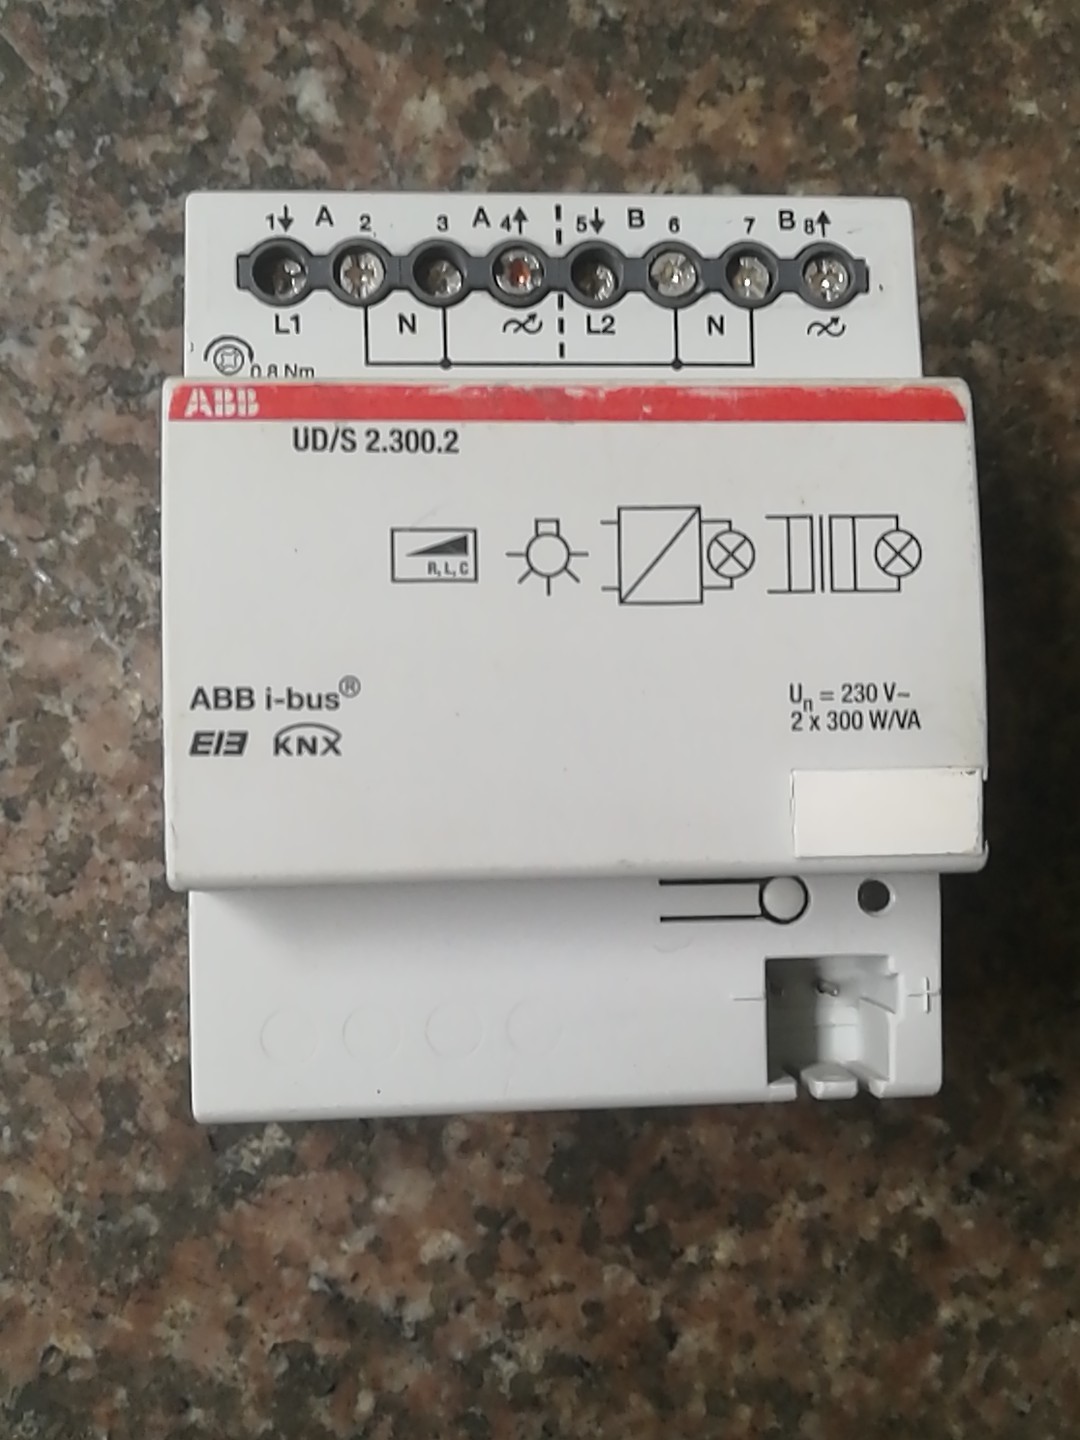 1↓ A 2 3 A 4↑ 5↓ B 6 7 B 8↑
L1 N L2 N
0,8 Nm
ABB
UD/S 2.300.2
R, L, C
ABB i-bus®
EIB KNX
Un = 230 V~
2 x 300 W/VA
- +